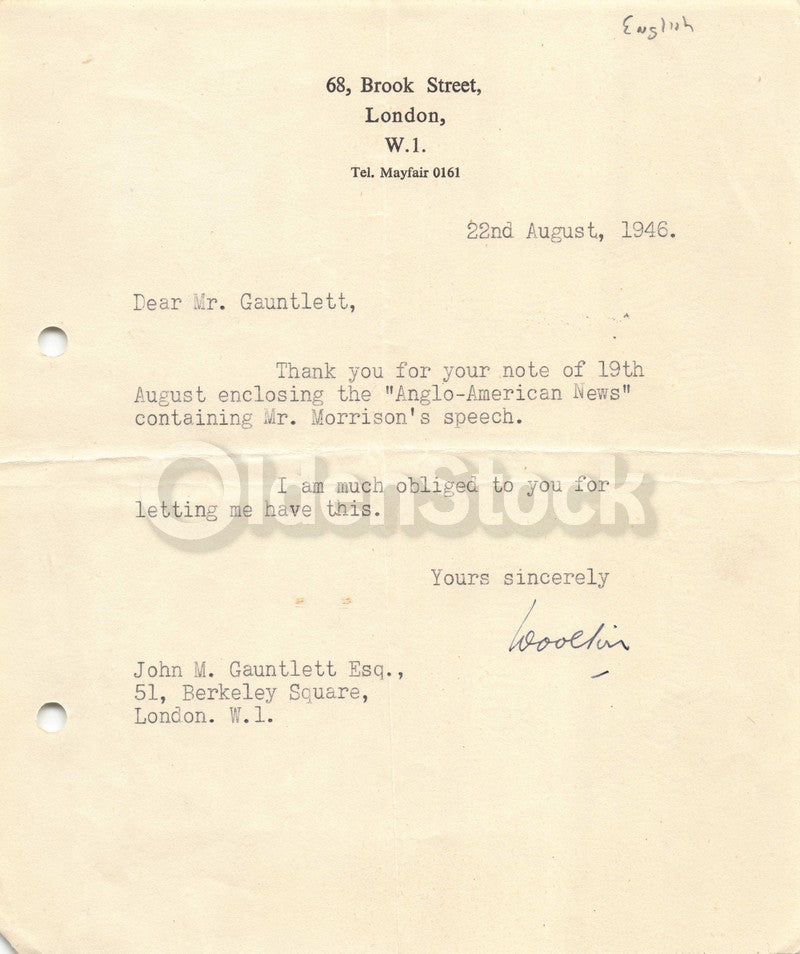 English
68, Brook Street,
London,
W.1.
Tel. Mayfair 0161
22nd August, 1946.
Dear Mr. Gauntlett,
Thank you for your note of 19th
August enclosing the "Anglo-American News"
containing Mr. Morrison's speech.
I am much obliged to you for
letting me have this.
OldenStock
Yours sincerely
Woolton
John M. Gauntlett Esq.,
51, Berkeley Square,
London. W.1.